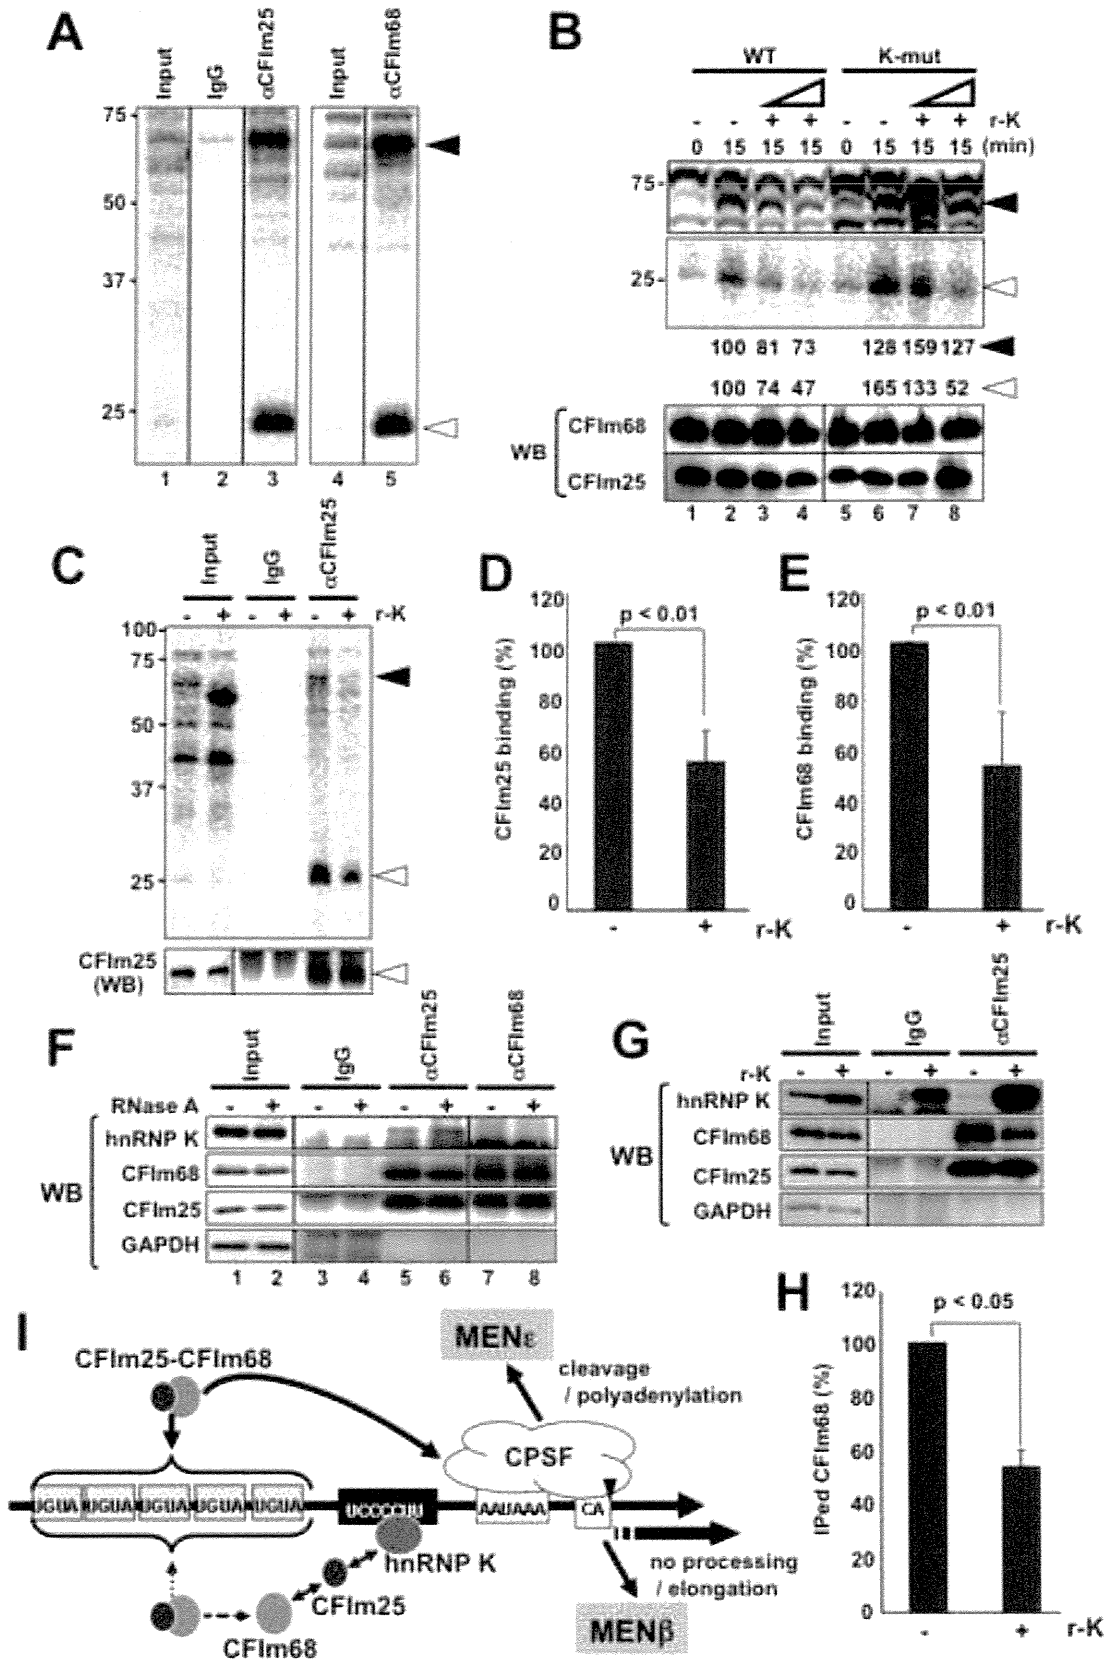 A
Input
IgG
αCFIm25
Input
αCFIm68
75
50
37
25
1 2 3 4 5
B
WT K-mut
- - + + - - + + r-K
0 15 15 15 0 15 15 15 (min)
75
25
100 81 73 128 159 127
100 74 47 165 133 52
WB
CFIm68
CFIm25
1 2 3 4 5 6 7 8
C
Input
IgG
αCFIm25
- + - + - + r-K
100
75
50
37
25
CFIm25
(WB)
D
CFIm25 binding (%)
120
100
80
60
40
20
0
p < 0.01
- + r-K
E
CFIm68 binding (%)
120
100
80
60
40
20
0
p < 0.01
- + r-K
F
Input
IgG
αCFIm25
αCFIm68
RNase A - + - + - + - +
WB
hnRNP K
CFIm68
CFIm25
GAPDH
1 2 3 4 5 6 7 8
G
Input
IgG
αCFIm25
r-K - + - + - +
WB
hnRNP K
CFIm68
CFIm25
GAPDH
H
IPed CFIm68 (%)
120
100
80
60
40
20
0
p < 0.05
- + r-K
I
CFIm25-CFIm68
MENε
cleavage
/ polyadenylation
CPSF
UGUA UGUA UGUA UGUA UGUA UCCCCUU AAUAAA CA
hnRNP K
no processing
/ elongation
CFIm25
CFIm68
MENβ